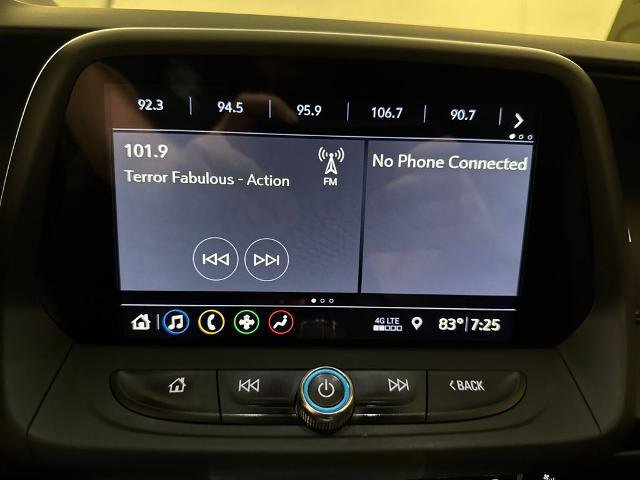 92.3 94.5 95.9 106.7 90.7
101.9
Terror Fabulous - Action
FM
No Phone Connected
4G LTE
83° 7:25
BACK